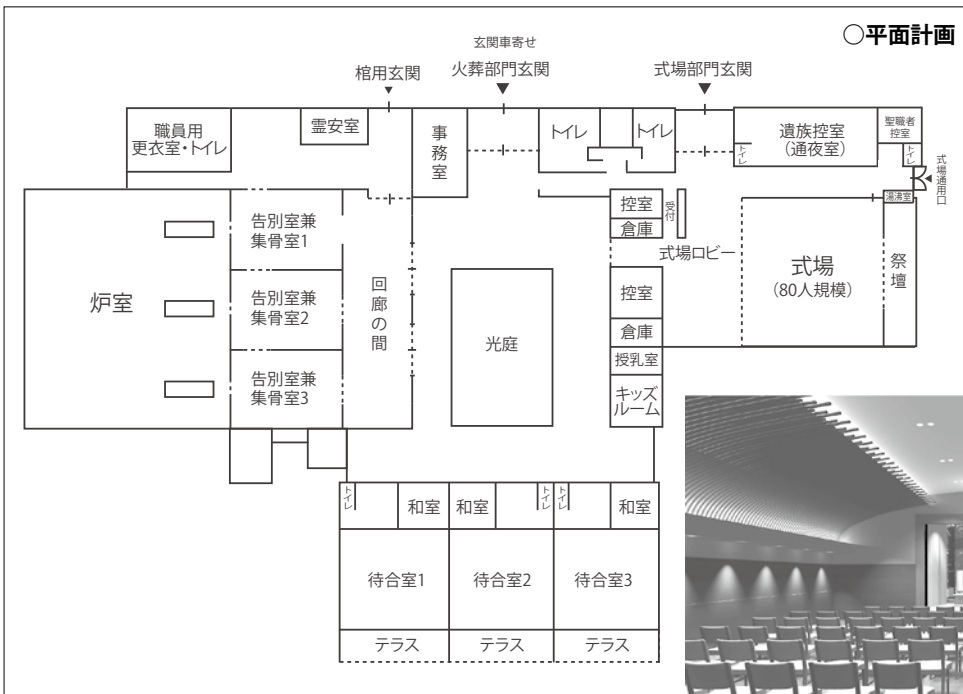 ○平面計画
玄関車寄せ
棺用玄関
火葬部門玄関
式場部門玄関
職員用
更衣室・トイレ
霊安室
事務室
トイレ
トイレ
トイレ
遺族控室
（通夜室）
聖職者
控室
トイレ
式場通用口
湯沸室
告別室兼
集骨室1
控室
倉庫
受付
式場ロビー
式場
（80人規模）
祭壇
炉室
告別室兼
集骨室2
回廊の間
光庭
控室
倉庫
授乳室
告別室兼
集骨室3
キッズ
ルーム
トイレ
和室
和室
トイレ
トイレ
和室
待合室1
待合室2
待合室3
テラス
テラス
テラス